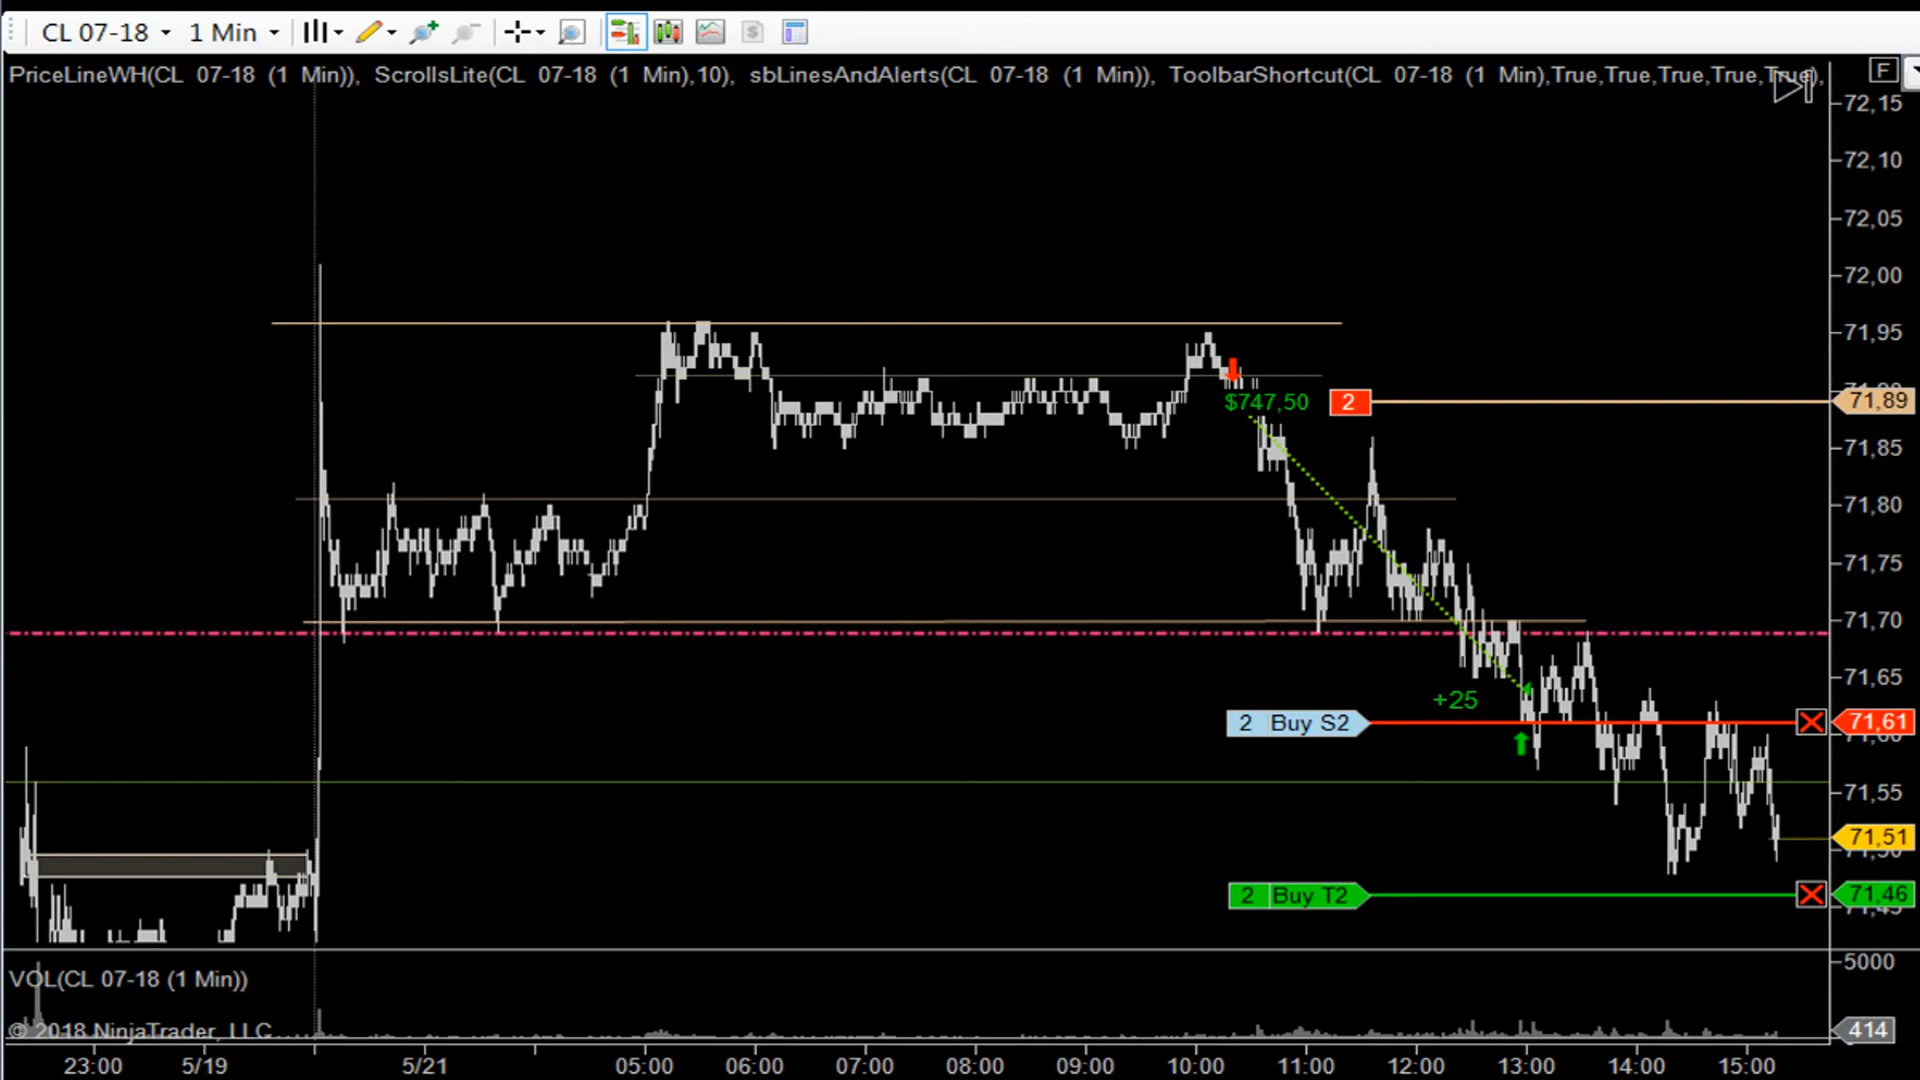 CL 07-18 1 Min
PriceLineWH(CL 07-18 (1 Min)), ScrollsLite(CL 07-18 (1 Min),10), sbLinesAndAlerts(CL 07-18 (1 Min)), ToolbarShortcut(CL 07-18 (1 Min),True,True,True,True,True),
F
72,15
72,10
72,05
72,00
71,95
$747,50 2 71,89
71,85
71,80
71,75
71,70
71,65
+25
2 Buy S2 71,61
71,55
71,51
2 Buy T2 71,46
71,45
VOL(CL 07-18 (1 Min))
5000
© 2018 NinjaTrader, LLC
414
23:00 5/19 5/21 05:00 06:00 07:00 08:00 09:00 10:00 11:00 12:00 13:00 14:00 15:00